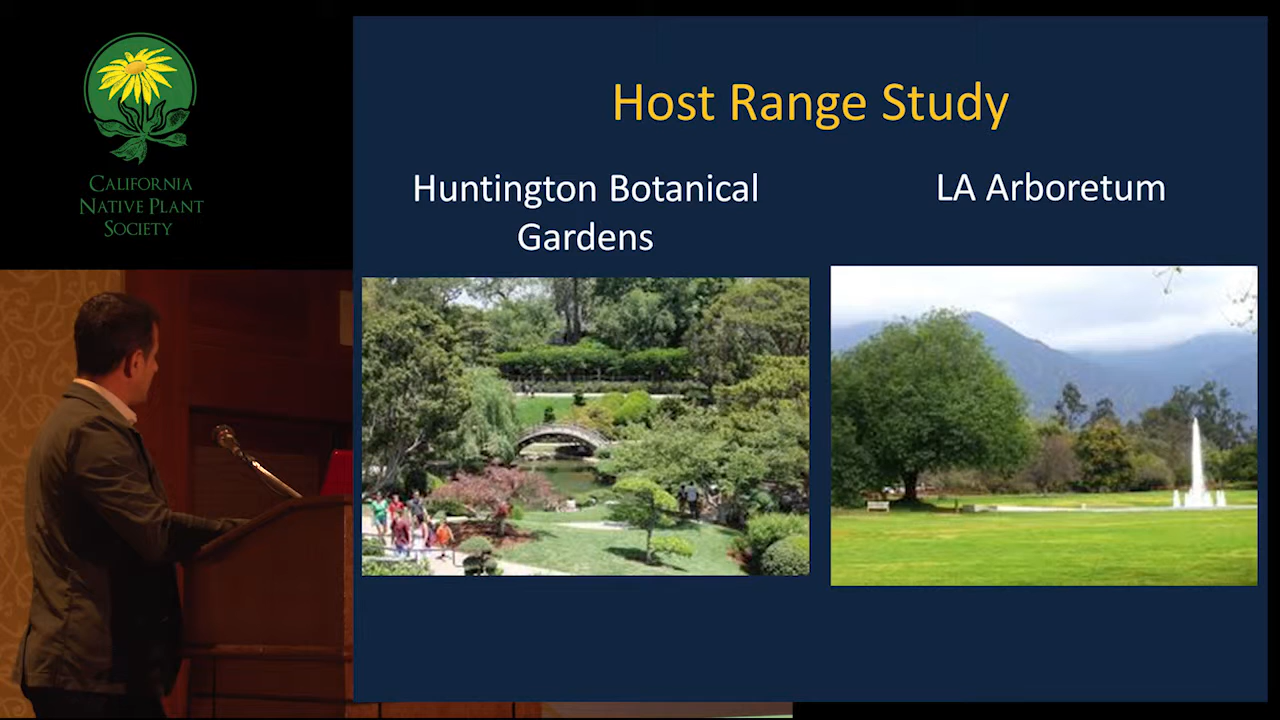 California
Native Plant
Society
Host Range Study
Huntington Botanical
Gardens
LA Arboretum